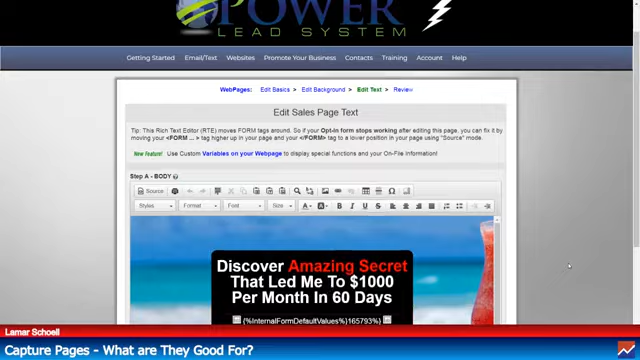 POWER
LEAD SYSTEM
Getting Started Email/Text Websites Promote Your Business Contacts Training Account Help
WebPages: Edit Basics > Edit Background > Edit Text > Review
Edit Sales Page Text
Tip: This Rich Text Editor (RTE) moves FORM tags around. So if your Opt-in form stops working after editing this page, you can fix it by
moving your <FORM ... > tag higher up in your page and your </FORM> tag to a lower position in your page using "Source" mode.
New Feature! Use Custom Variables on your Webpage to display special functions and your On-File Information!
Step A - BODY
Source
Styles Format Font Size
Discover Amazing Secret
That Led Me To $1000
Per Month In 60 Days
{%InternalFormDefaultValues%}165793%}
Lamar Schoell
Capture Pages - What are They Good For?